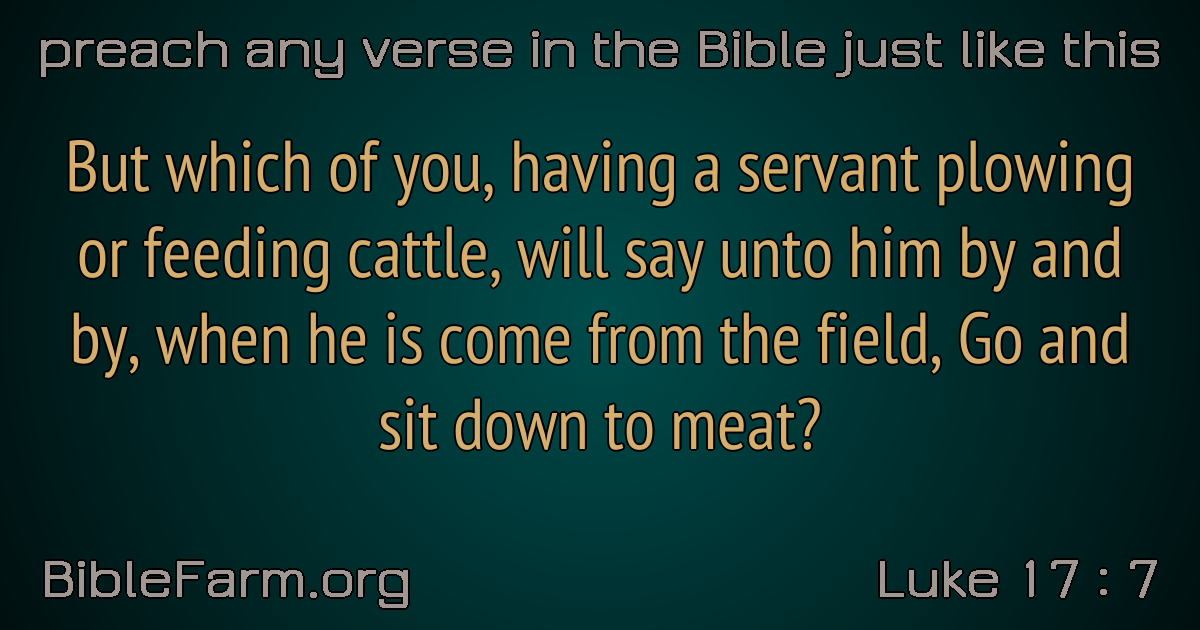 preach any verse in the Bible just like this
But which of you, having a servant plowing
or feeding cattle, will say unto him by and
by, when he is come from the field, Go and
sit down to meat?
BibleFarm.org
Luke 17 : 7